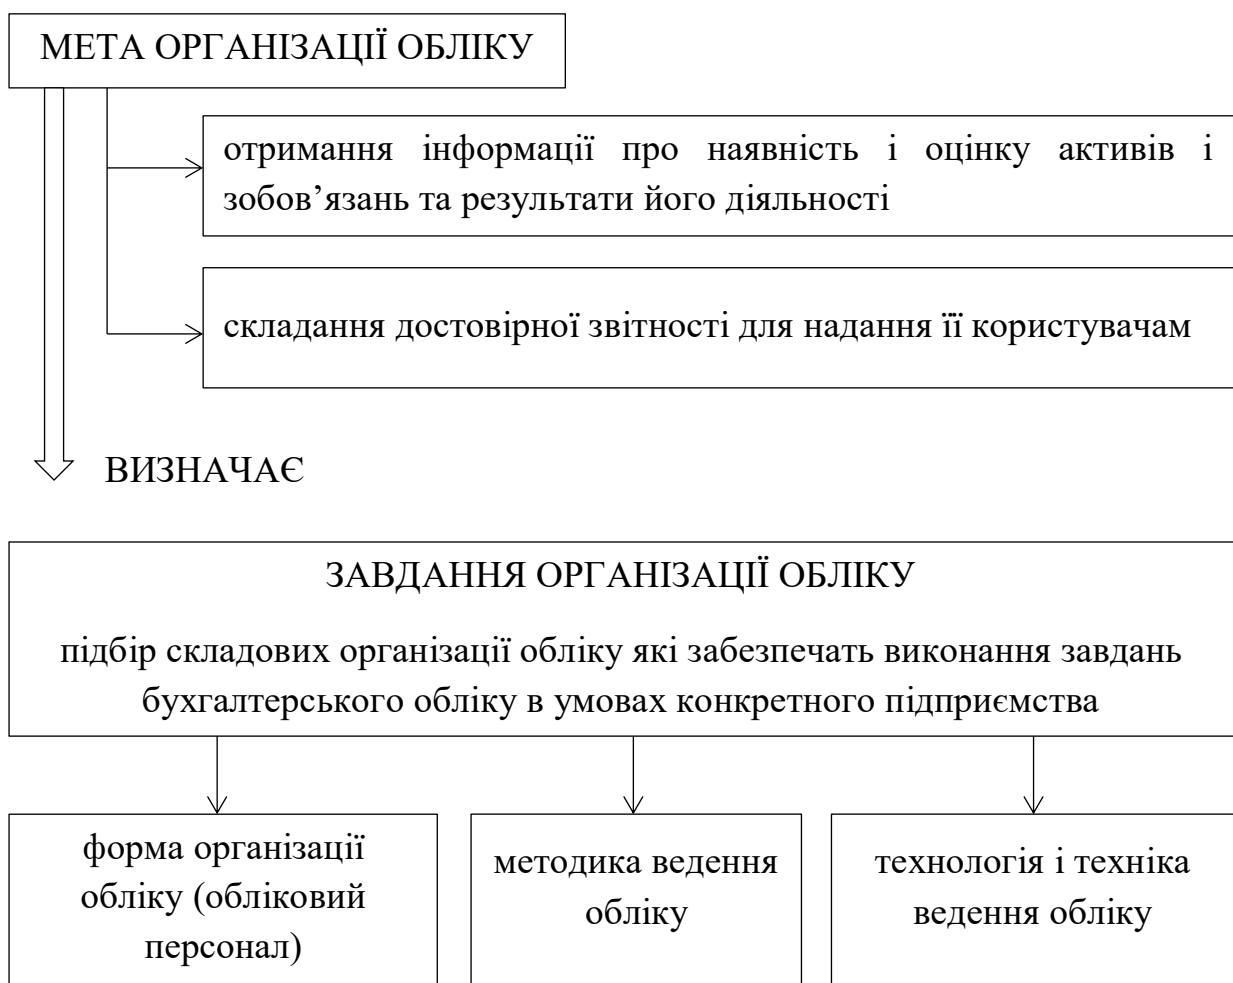 МЕТА ОРГАНІЗАЦІЇ ОБЛІКУ
отримання інформації про наявність і оцінку активів і
зобов’язань та результати його діяльності
складання достовірної звітності для надання її користувачам
ВИЗНАЧАЄ
ЗАВДАННЯ ОРГАНІЗАЦІЇ ОБЛІКУ
підбір складових організації обліку які забезпечать виконання завдань
бухгалтерського обліку в умовах конкретного підприємства
форма організації
обліку (обліковий
персонал)
методика ведення
обліку
технологія і техніка
ведення обліку